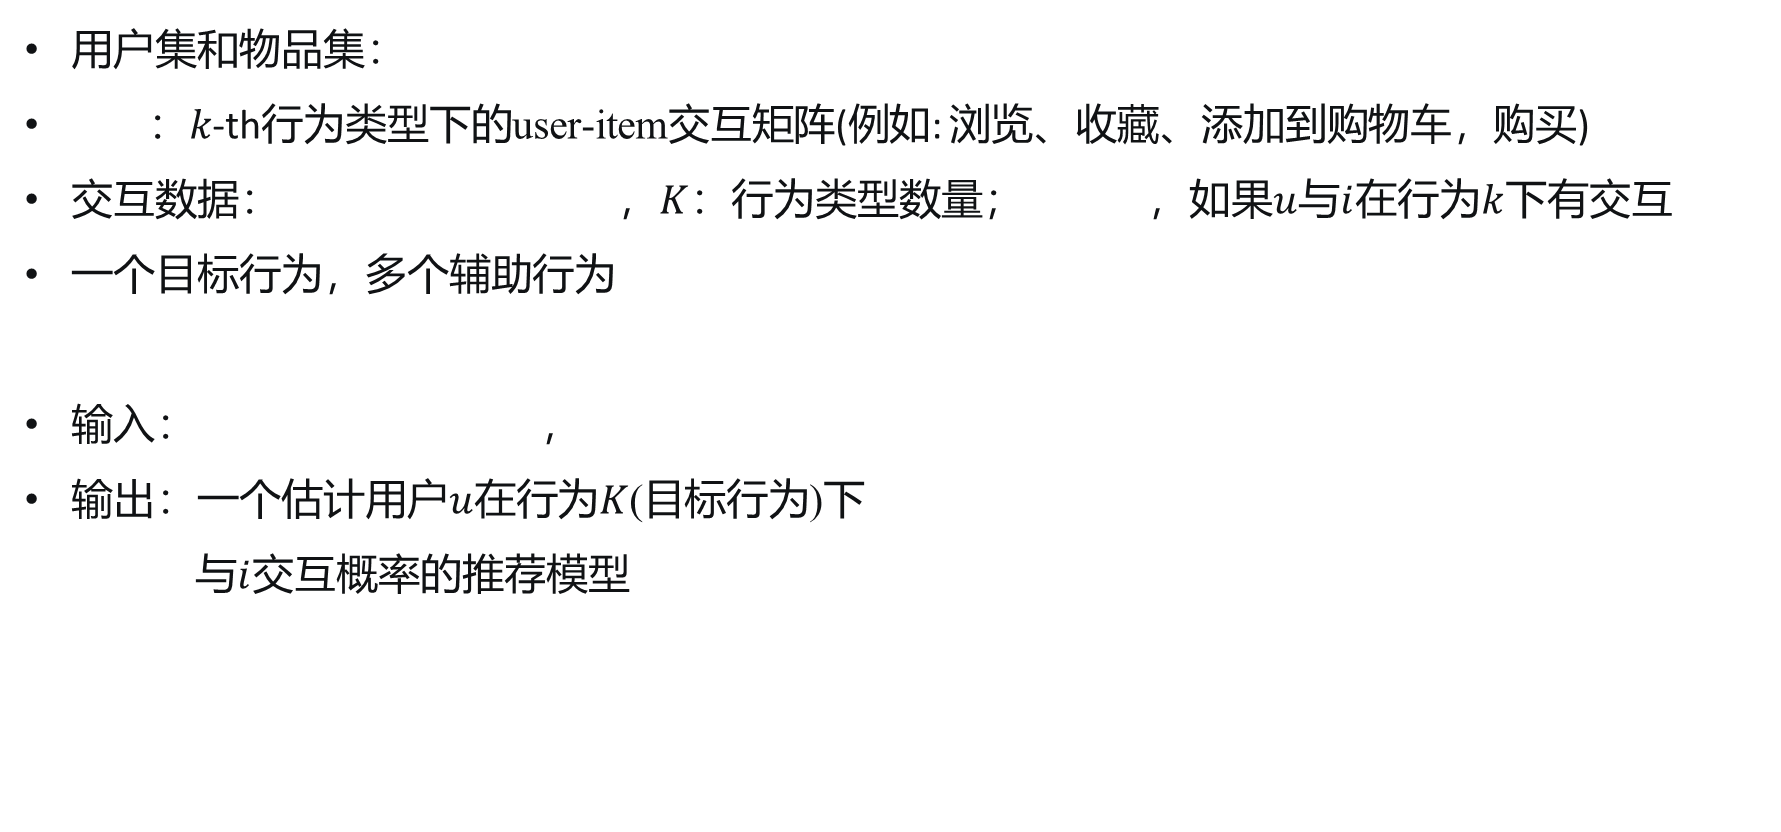 • 用户集和物品集：
• ：k-th行为类型下的user-item交互矩阵(例如：浏览、收藏、添加到购物车，购买)
• 交互数据： ，K：行为类型数量； ，如果u与i在行为k下有交互
• 一个目标行为，多个辅助行为
• 输入： ，
• 输出：一个估计用户u在行为K(目标行为)下
与i交互概率的推荐模型